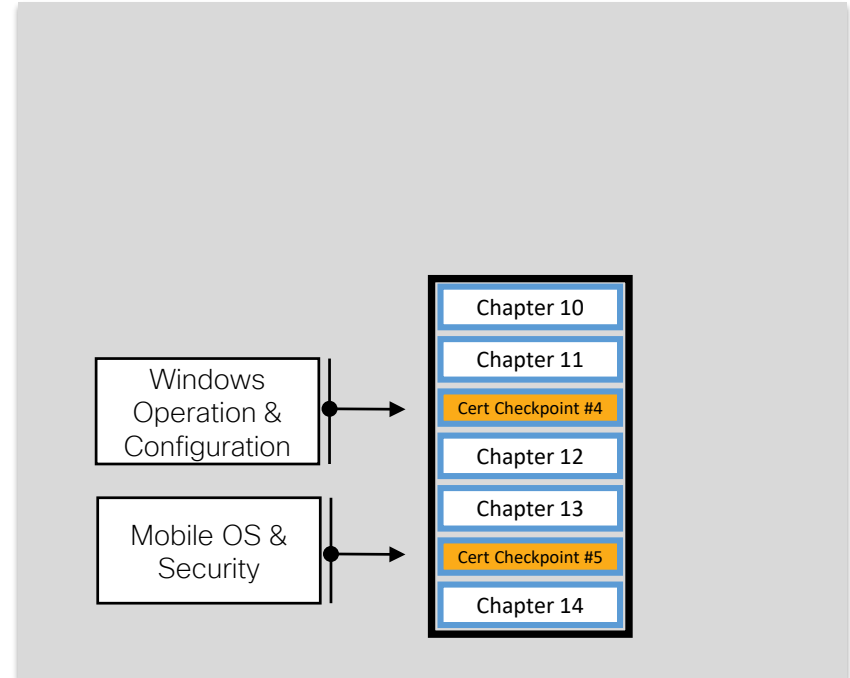 Chapter 10
Chapter 11
Windows
Operation &
Configuration
Cert Checkpoint #4
Chapter 12
Chapter 13
Mobile OS &
Security
Cert Checkpoint #5
Chapter 14